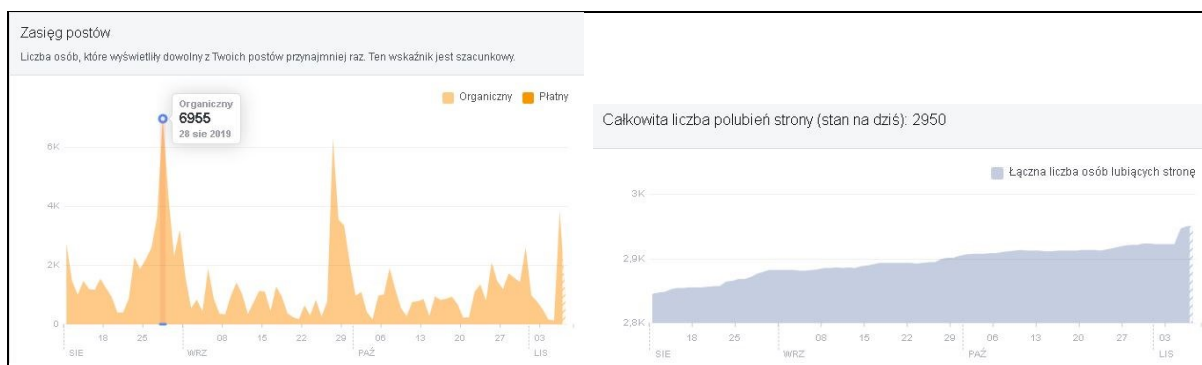 Zasięg postów
Liczba osób, które wyświetliły dowolny z Twoich postów przynajmniej raz. Ten wskaźnik jest szacunkowy.
Organiczny Płatny
Organiczny
6955
28 sie 2019
6K
4K
2K
0
18 25 08 15 22 29 06 13 20 27 03
SIE WRZ PAŹ LIS
Całkowita liczba polubień strony (stan na dziś): 2950
Łączna liczba osób lubiących stronę
3K
2,9K
2,8K
18 25 08 15 22 29 06 13 20 27 03
SIE WRZ PAŹ LIS